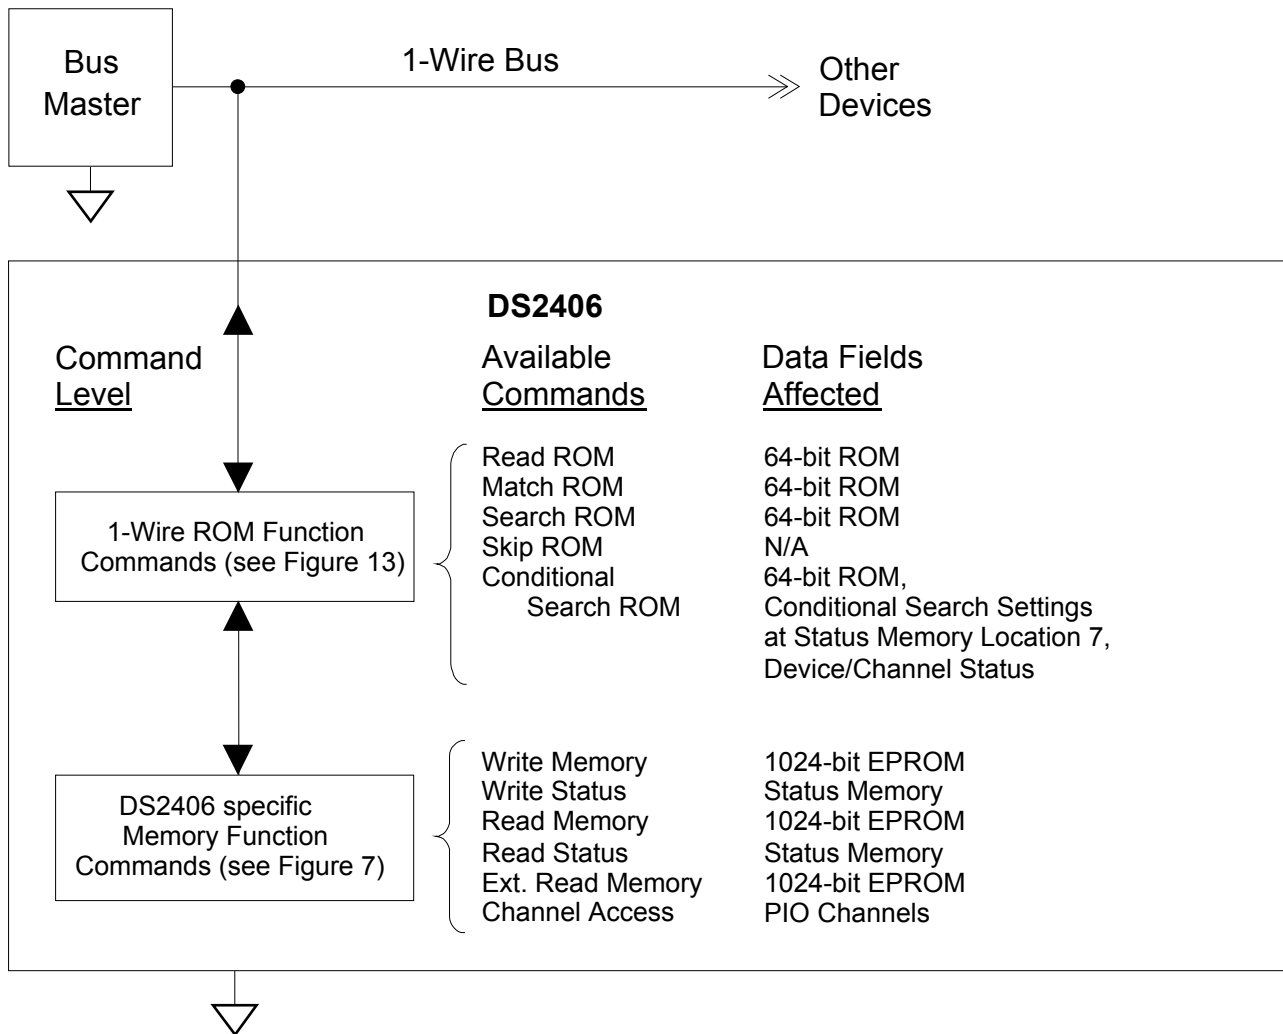 Bus
Master
1-Wire Bus
Other
Devices
DS2406
Command
Level
Available
Commands
Data Fields
Affected
1-Wire ROM Function
Commands (see Figure 13)
Read ROM 64-bit ROM
Match ROM 64-bit ROM
Search ROM 64-bit ROM
Skip ROM N/A
Conditional 64-bit ROM,
Search ROM Conditional Search Settings
at Status Memory Location 7,
Device/Channel Status
DS2406 specific
Memory Function
Commands (see Figure 7)
Write Memory 1024-bit EPROM
Write Status Status Memory
Read Memory 1024-bit EPROM
Read Status Status Memory
Ext. Read Memory 1024-bit EPROM
Channel Access PIO Channels